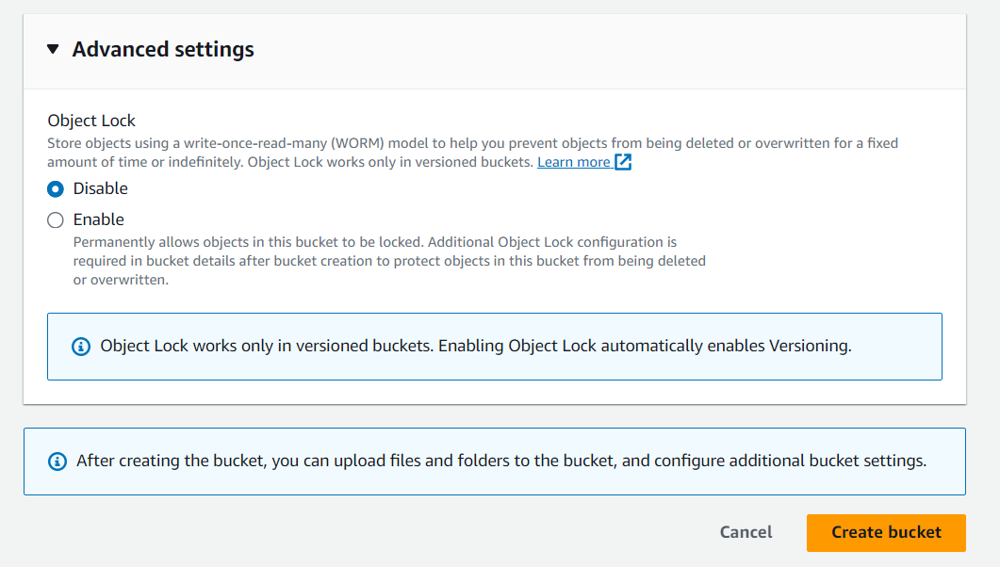 Advanced settings
Object Lock
Store objects using a write-once-read-many (WORM) model to help you prevent objects from being deleted or overwritten for a fixed
amount of time or indefinitely. Object Lock works only in versioned buckets. Learn more
Disable
Enable
Permanently allows objects in this bucket to be locked. Additional Object Lock configuration is
required in bucket details after bucket creation to protect objects in this bucket from being deleted
or overwritten.
Object Lock works only in versioned buckets. Enabling Object Lock automatically enables Versioning.
After creating the bucket, you can upload files and folders to the bucket, and configure additional bucket settings.
Cancel Create bucket